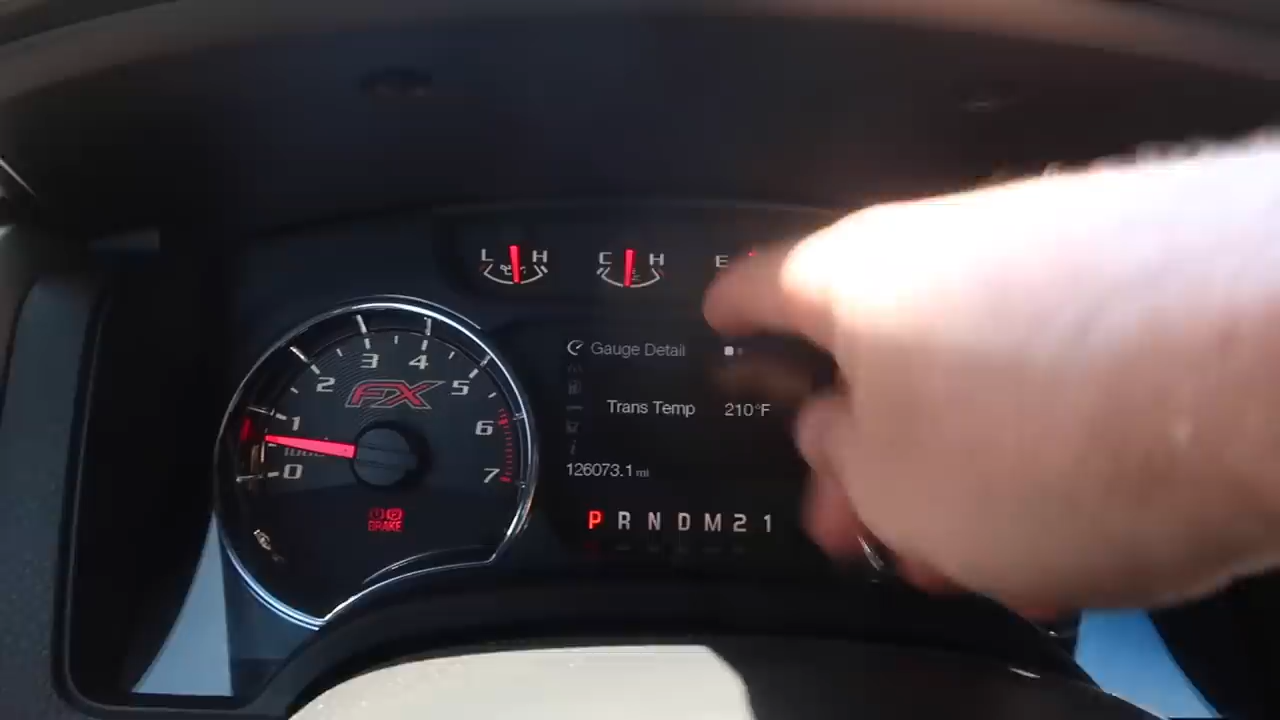 L H
C H
E
Gauge Detail
Trans Temp 210°F
126073.1 mi
P R N D M 2 1
0 1 2 3 4 5 6 7
FX
BRAKE